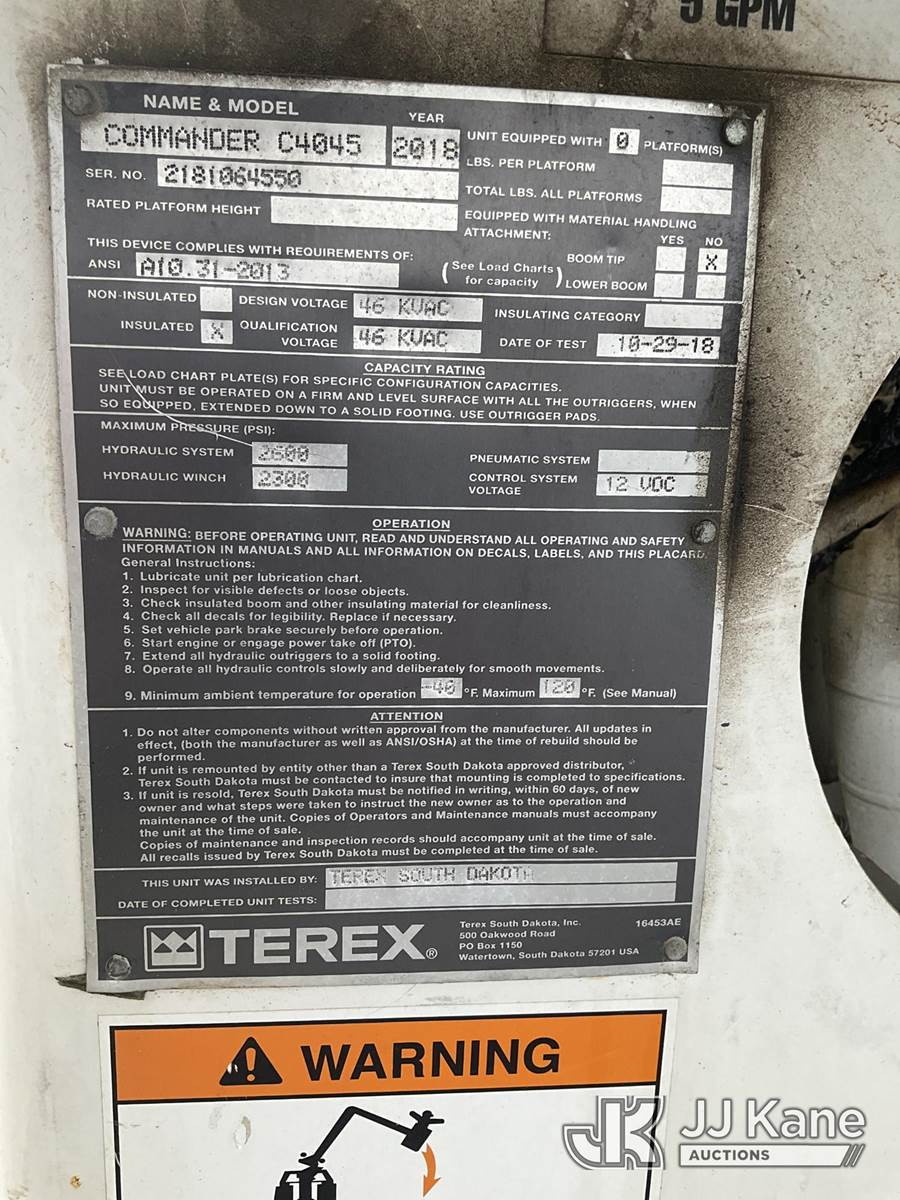 5 GPM
NAME & MODEL
YEAR
COMMANDER C4045
2018
UNIT EQUIPPED WITH 0 PLATFORM(S)
LBS. PER PLATFORM
SER. NO. 2181064550
TOTAL LBS. ALL PLATFORMS
RATED PLATFORM HEIGHT
EQUIPPED WITH MATERIAL HANDLING
ATTACHMENT:
YES NO
THIS DEVICE COMPLIES WITH REQUIREMENTS OF:
ANSI A10.31-2013
(See Load Charts
for capacity)
BOOM TIP X
LOWER BOOM
NON-INSULATED
DESIGN VOLTAGE 46 KVAC
INSULATING CATEGORY
INSULATED X
QUALIFICATION
VOLTAGE 46 KVAC
DATE OF TEST 10-29-18
CAPACITY RATING
SEE LOAD CHART PLATE(S) FOR SPECIFIC CONFIGURATION CAPACITIES.
UNIT MUST BE OPERATED ON A FIRM AND LEVEL SURFACE WITH ALL THE OUTRIGGERS, WHEN
SO EQUIPPED, EXTENDED DOWN TO A SOLID FOOTING. USE OUTRIGGER PADS.
MAXIMUM PRESSURE (PSI):
HYDRAULIC SYSTEM 2600
PNEUMATIC SYSTEM
HYDRAULIC WINCH 2300
CONTROL SYSTEM
VOLTAGE 12 VDC
OPERATION
WARNING: BEFORE OPERATING UNIT, READ AND UNDERSTAND ALL OPERATING AND SAFETY
INFORMATION IN MANUALS AND ALL INFORMATION ON DECALS, LABELS, AND THIS PLACARD.
General Instructions:
1. Lubricate unit per lubrication chart.
2. Inspect for visible defects or loose objects.
3. Check insulated boom and other insulating material for cleanliness.
4. Check all decals for legibility. Replace if necessary.
5. Set vehicle park brake securely before operation.
6. Start engine or engage power take off (PTO).
7. Extend all hydraulic outriggers to a solid footing.
8. Operate all hydraulic controls slowly and deliberately for smooth movements.
9. Minimum ambient temperature for operation -40 °F. Maximum 120 °F. (See Manual)
ATTENTION
1. Do not alter components without written approval from the manufacturer. All updates in
effect, (both the manufacturer as well as ANSI/OSHA) at the time of rebuild should be
performed.
2. If unit is remounted by entity other than a Terex South Dakota approved distributor,
Terex South Dakota must be contacted to insure that mounting is completed to specifications.
3. If unit is resold, Terex South Dakota must be notified in writing, within 60 days, of new
owner and what steps were taken to instruct the new owner as to the operation and
maintenance of the unit. Copies of Operators and Maintenance manuals must accompany
the unit at the time of sale.
Copies of maintenance and inspection records should accompany unit at the time of sale.
All recalls issued by Terex South Dakota must be completed at the time of sale.
THIS UNIT WAS INSTALLED BY: TEREX SOUTH DAKOTA
DATE OF COMPLETED UNIT TESTS:
TEREX®
Terex South Dakota, Inc.
500 Oakwood Road
PO Box 1150
Watertown, South Dakota 57201 USA
16453AE
WARNING
JK JJ Kane
AUCTIONS